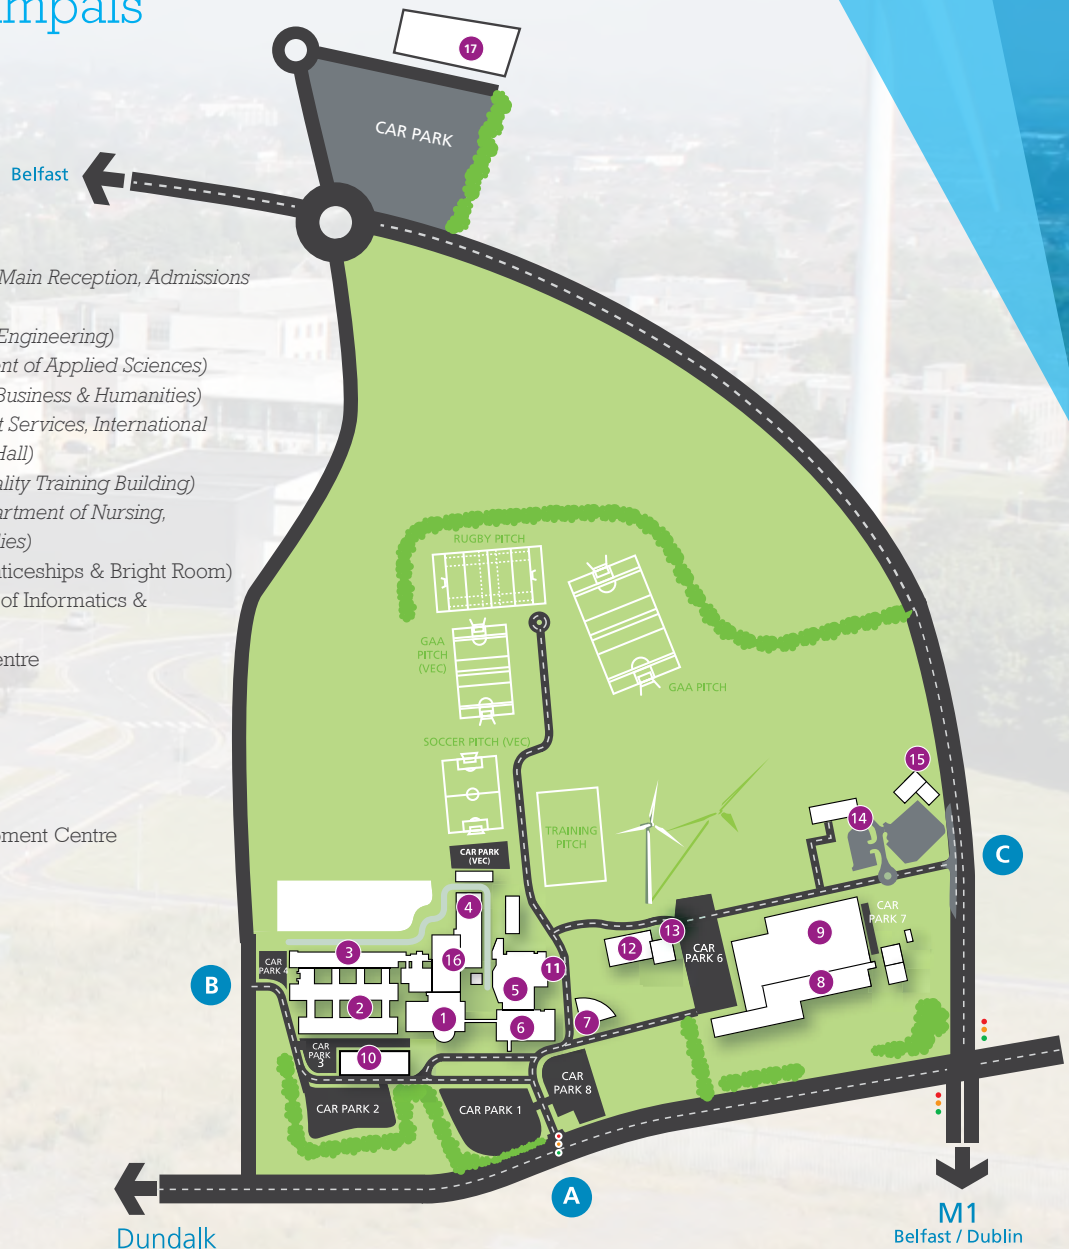 mpais
17
CAR PARK
Belfast
Main Reception, Admissions
Engineering)
nt of Applied Sciences)
Business & Humanities)
t Services, International
Hall)
ality Training Building)
artment of Nursing,
lies)
nticeships & Bright Room)
of Informatics &
entre
pment Centre
RUGBY PITCH
GAA
PITCH
(VEC)
GAA PITCH
SOCCER PITCH (VEC)
TRAINING
PITCH
CAR PARK
(VEC)
15
14
C
CAR
PARK 7
4
13
9
12
CAR
PARK 6
3
16
11
CAR
PARK 4
B
8
5
2
1
6
7
CAR
PARK
3
10
CAR
PARK 8
CAR PARK 2
CAR PARK 1
A
M1
Belfast / Dublin
Dundalk